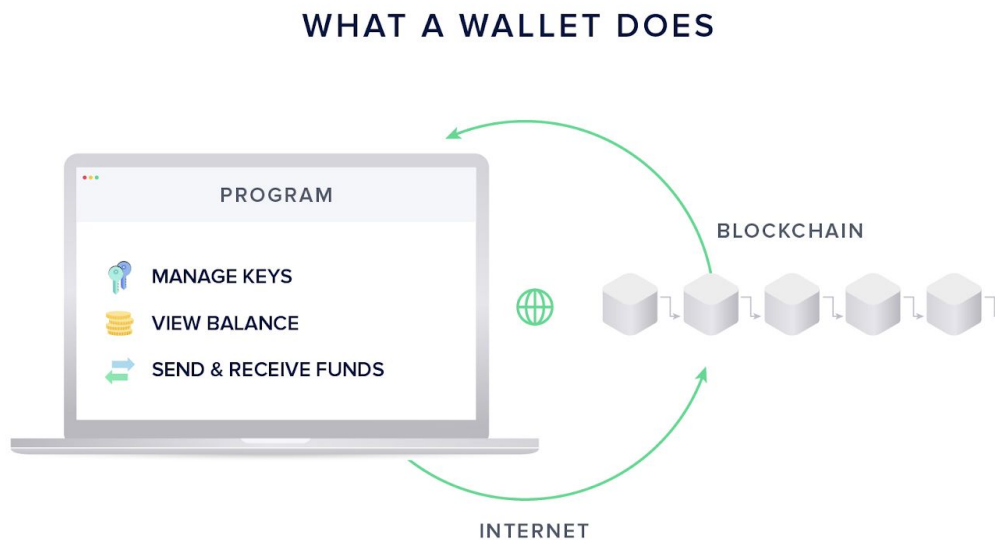 WHAT A WALLET DOES
PROGRAM
MANAGE KEYS
VIEW BALANCE
SEND & RECEIVE FUNDS
BLOCKCHAIN
INTERNET